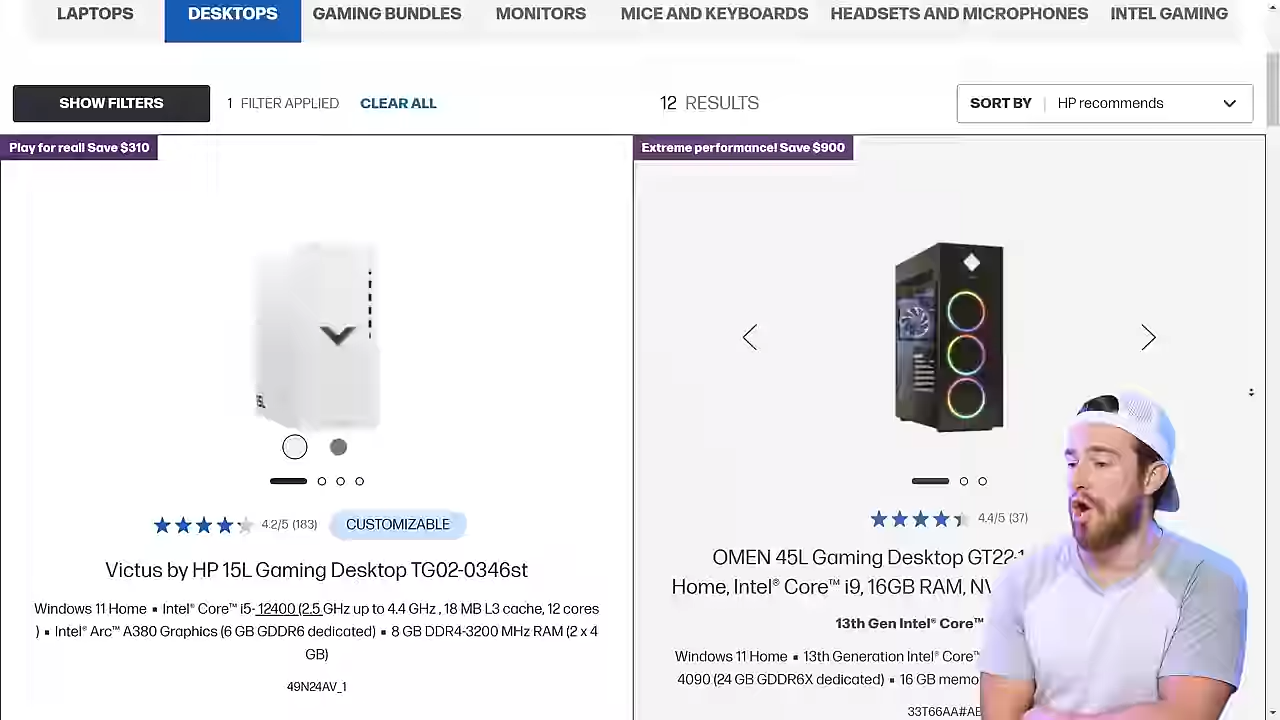 LAPTOPS DESKTOPS GAMING BUNDLES MONITORS MICE AND KEYBOARDS HEADSETS AND MICROPHONES INTEL GAMING
SHOW FILTERS 1 FILTER APPLIED CLEAR ALL 12 RESULTS SORT BY HP recommends
Play for real! Save $310
15L
4.2/5 (183) CUSTOMIZABLE
Victus by HP 15L Gaming Desktop TG02-0346st
Windows 11 Home ▪ Intel® Core™ i5-12400 (2.5 GHz up to 4.4 GHz , 18 MB L3 cache, 12 cores
) ▪ Intel® Arc™ A380 Graphics (6 GB GDDR6 dedicated) ▪ 8 GB DDR4-3200 MHz RAM (2 x 4
GB)
49N24AV_1
Extreme performance! Save $900
4.4/5 (37)
OMEN 45L Gaming Desktop GT22-1
Home, Intel® Core™ i9, 16GB RAM, NV
13th Gen Intel® Core™
Windows 11 Home ▪ 13th Generation Intel® Core™
4090 (24 GB GDDR6X dedicated) ▪ 16 GB memo
33T66AA#AB